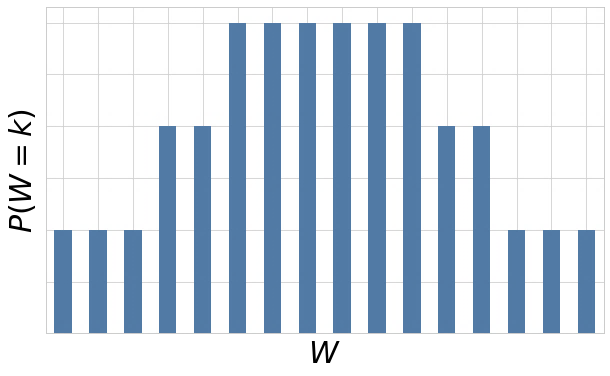 P(W = k)
W